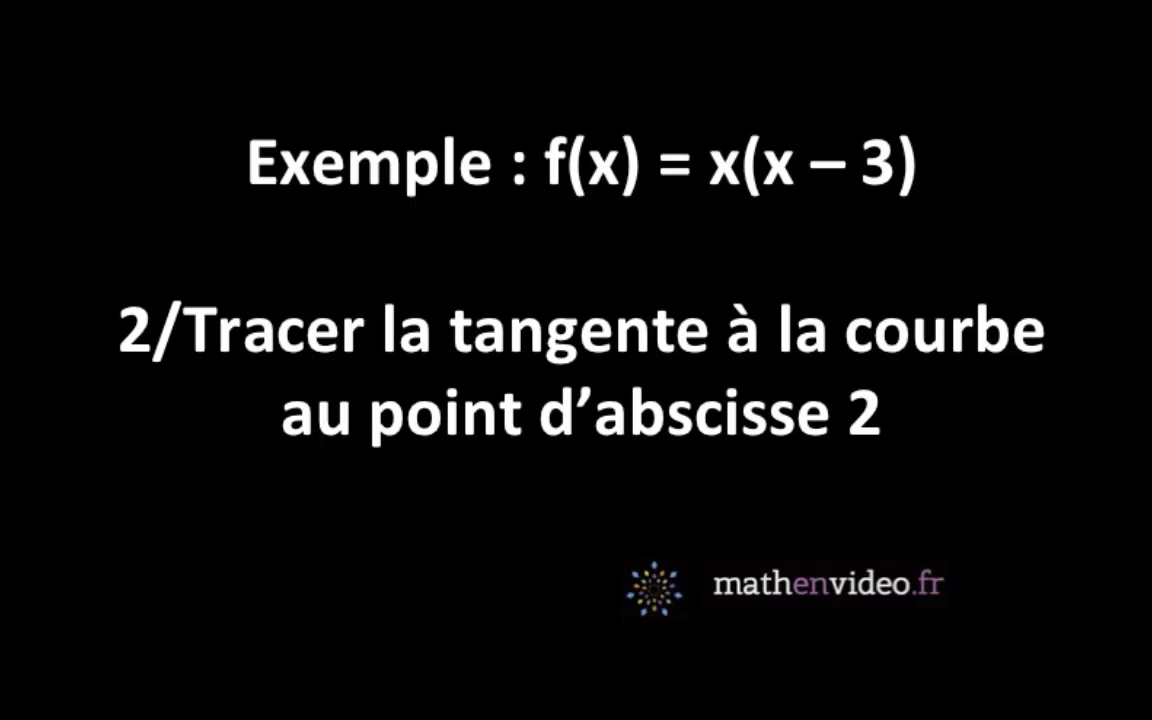 Exemple : f(x) = x(x – 3)
2/Tracer la tangente à la courbe
au point d’abscisse 2
mathenvideo.fr